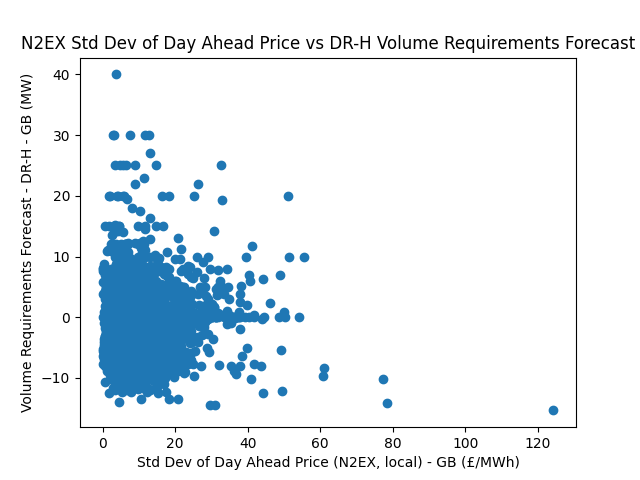 N2EX Std Dev of Day Ahead Price vs DR-H Volume Requirements Forecast
40
30
20
10
0
−10
Volume Requirements Forecast - DR-H - GB (MW)
0 20 40 60 80 100 120
Std Dev of Day Ahead Price (N2EX, local) - GB (£/MWh)